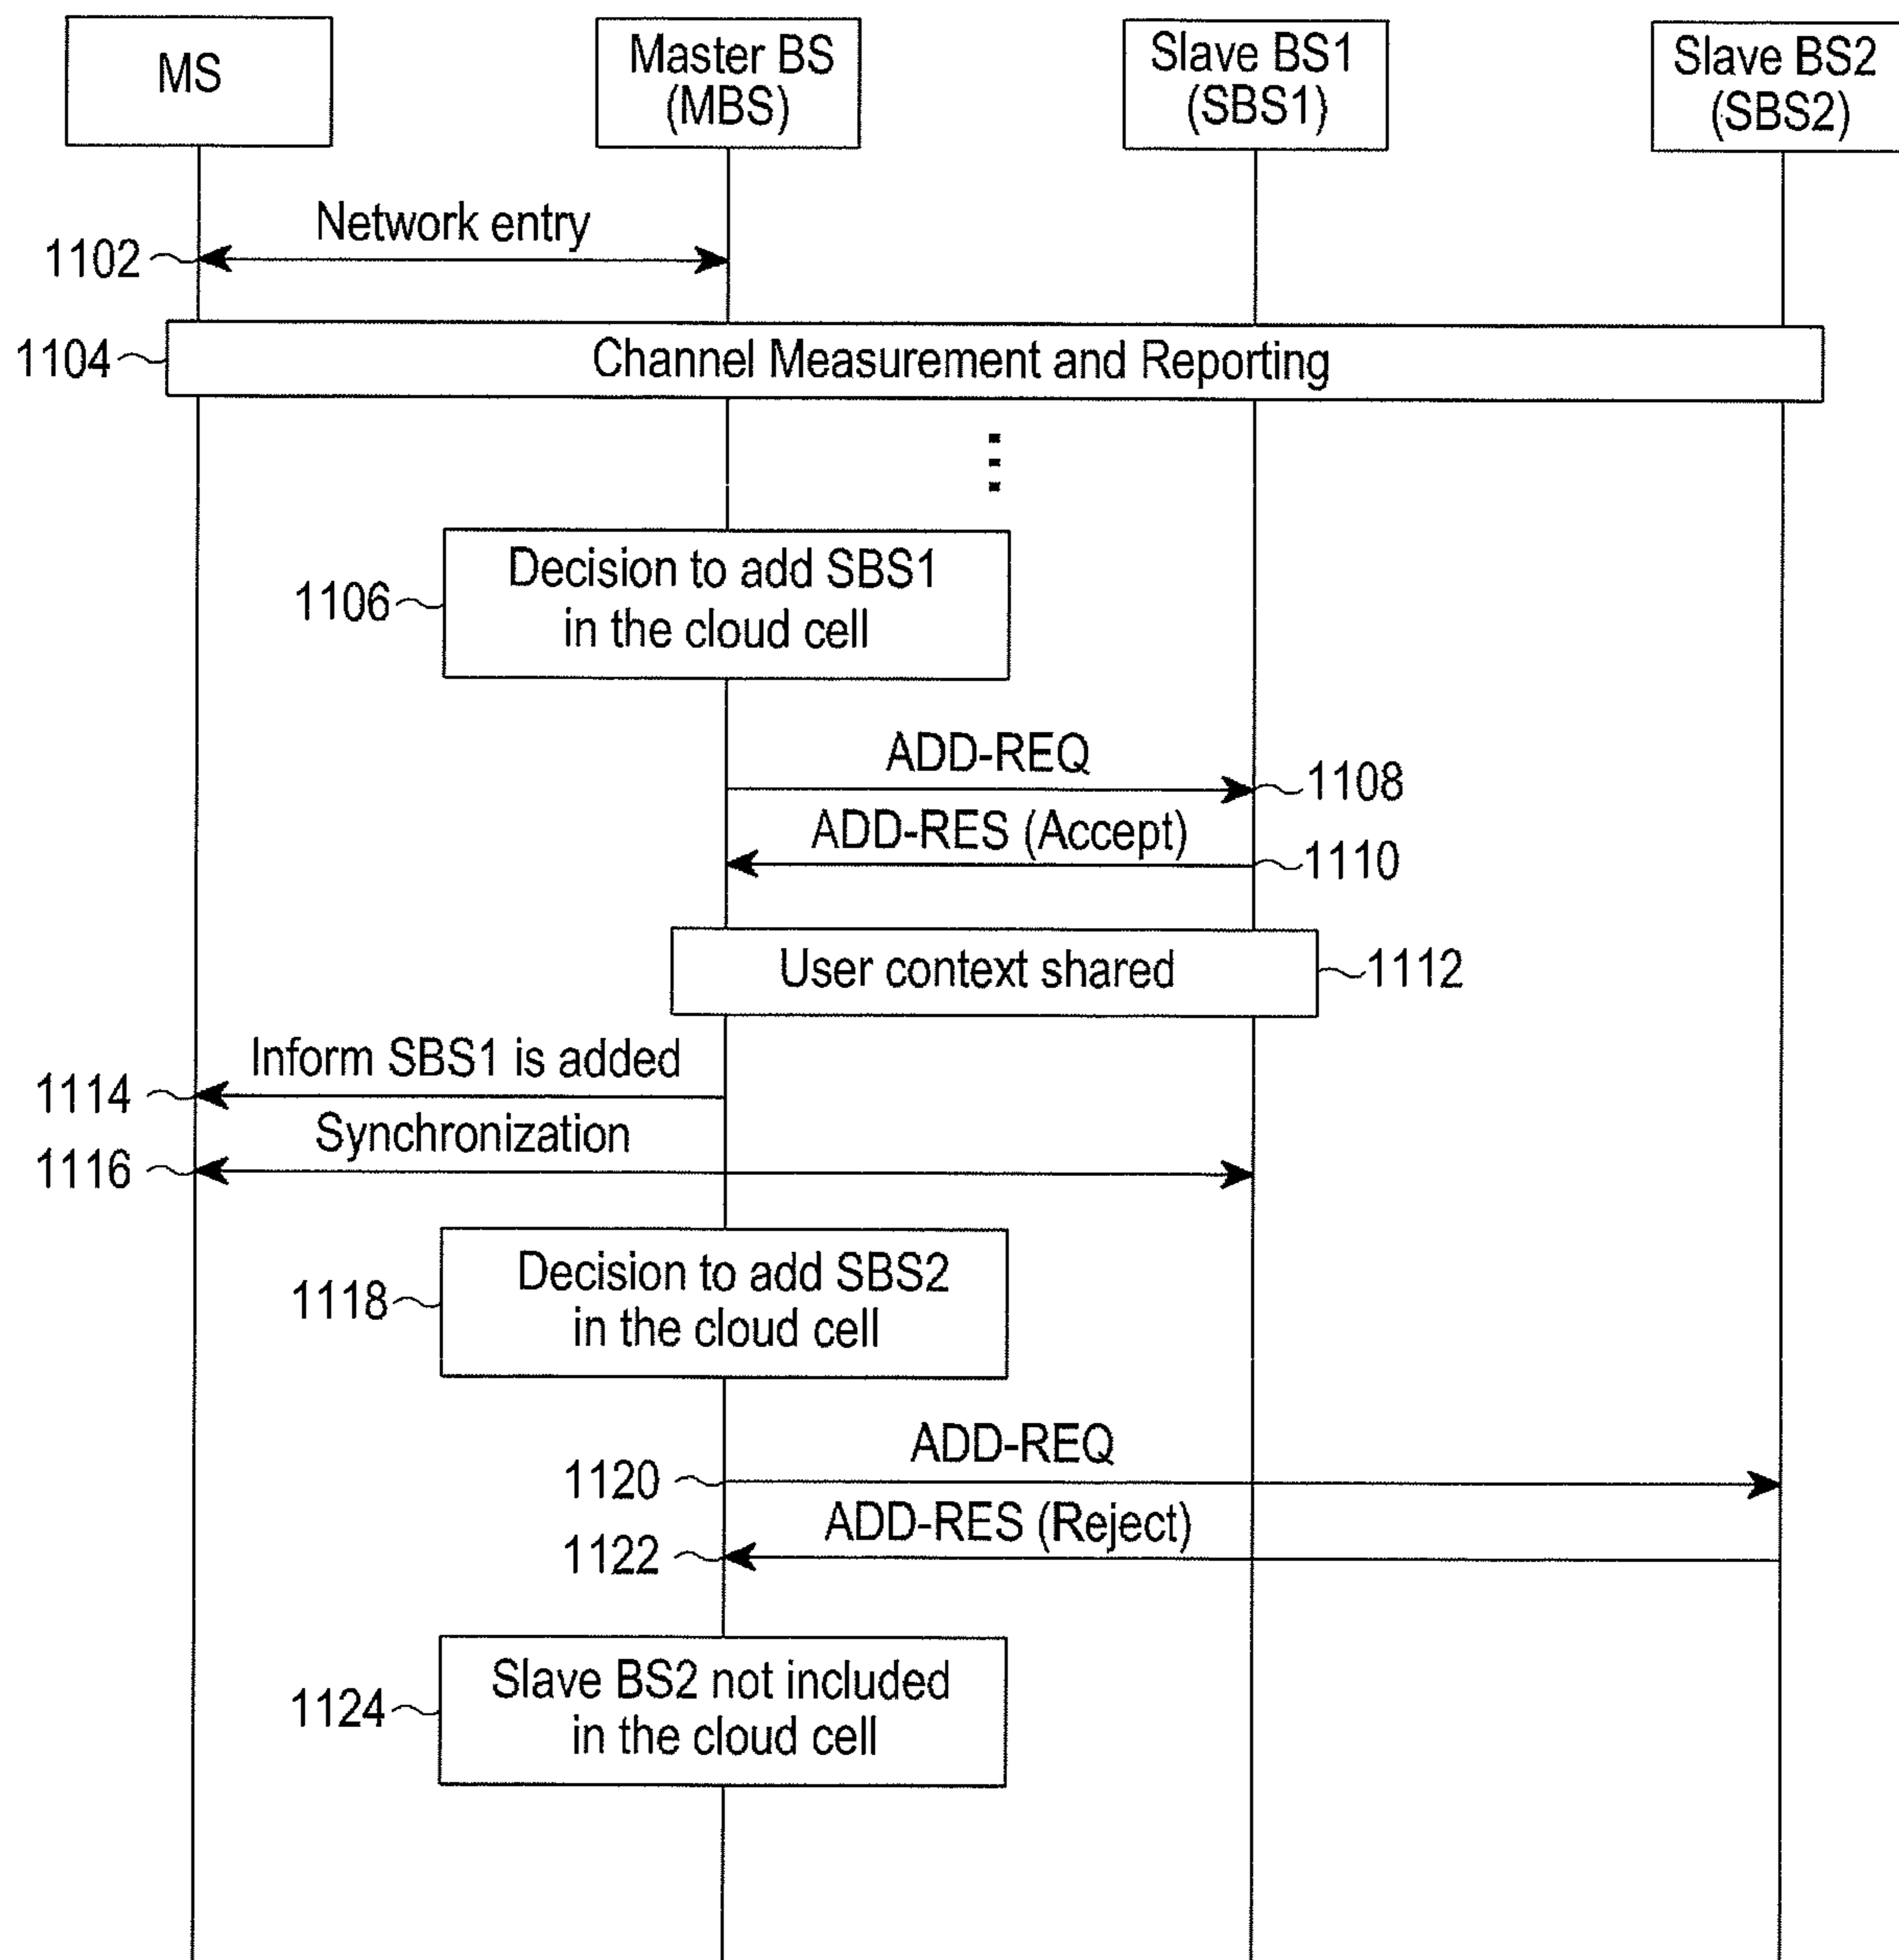 MS
Master BS
(MBS)
Slave BS1
(SBS1)
Slave BS2
(SBS2)
Network entry
1102
1104
Channel Measurement and Reporting
Decision to add SBS1
in the cloud cell
1106
ADD-REQ
1108
ADD-RES (Accept)
1110
User context shared
1112
Inform SBS1 is added
1114
Synchronization
1116
Decision to add SBS2
in the cloud cell
1118
ADD-REQ
1120
ADD-RES (Reject)
1122
Slave BS2 not included
in the cloud cell
1124